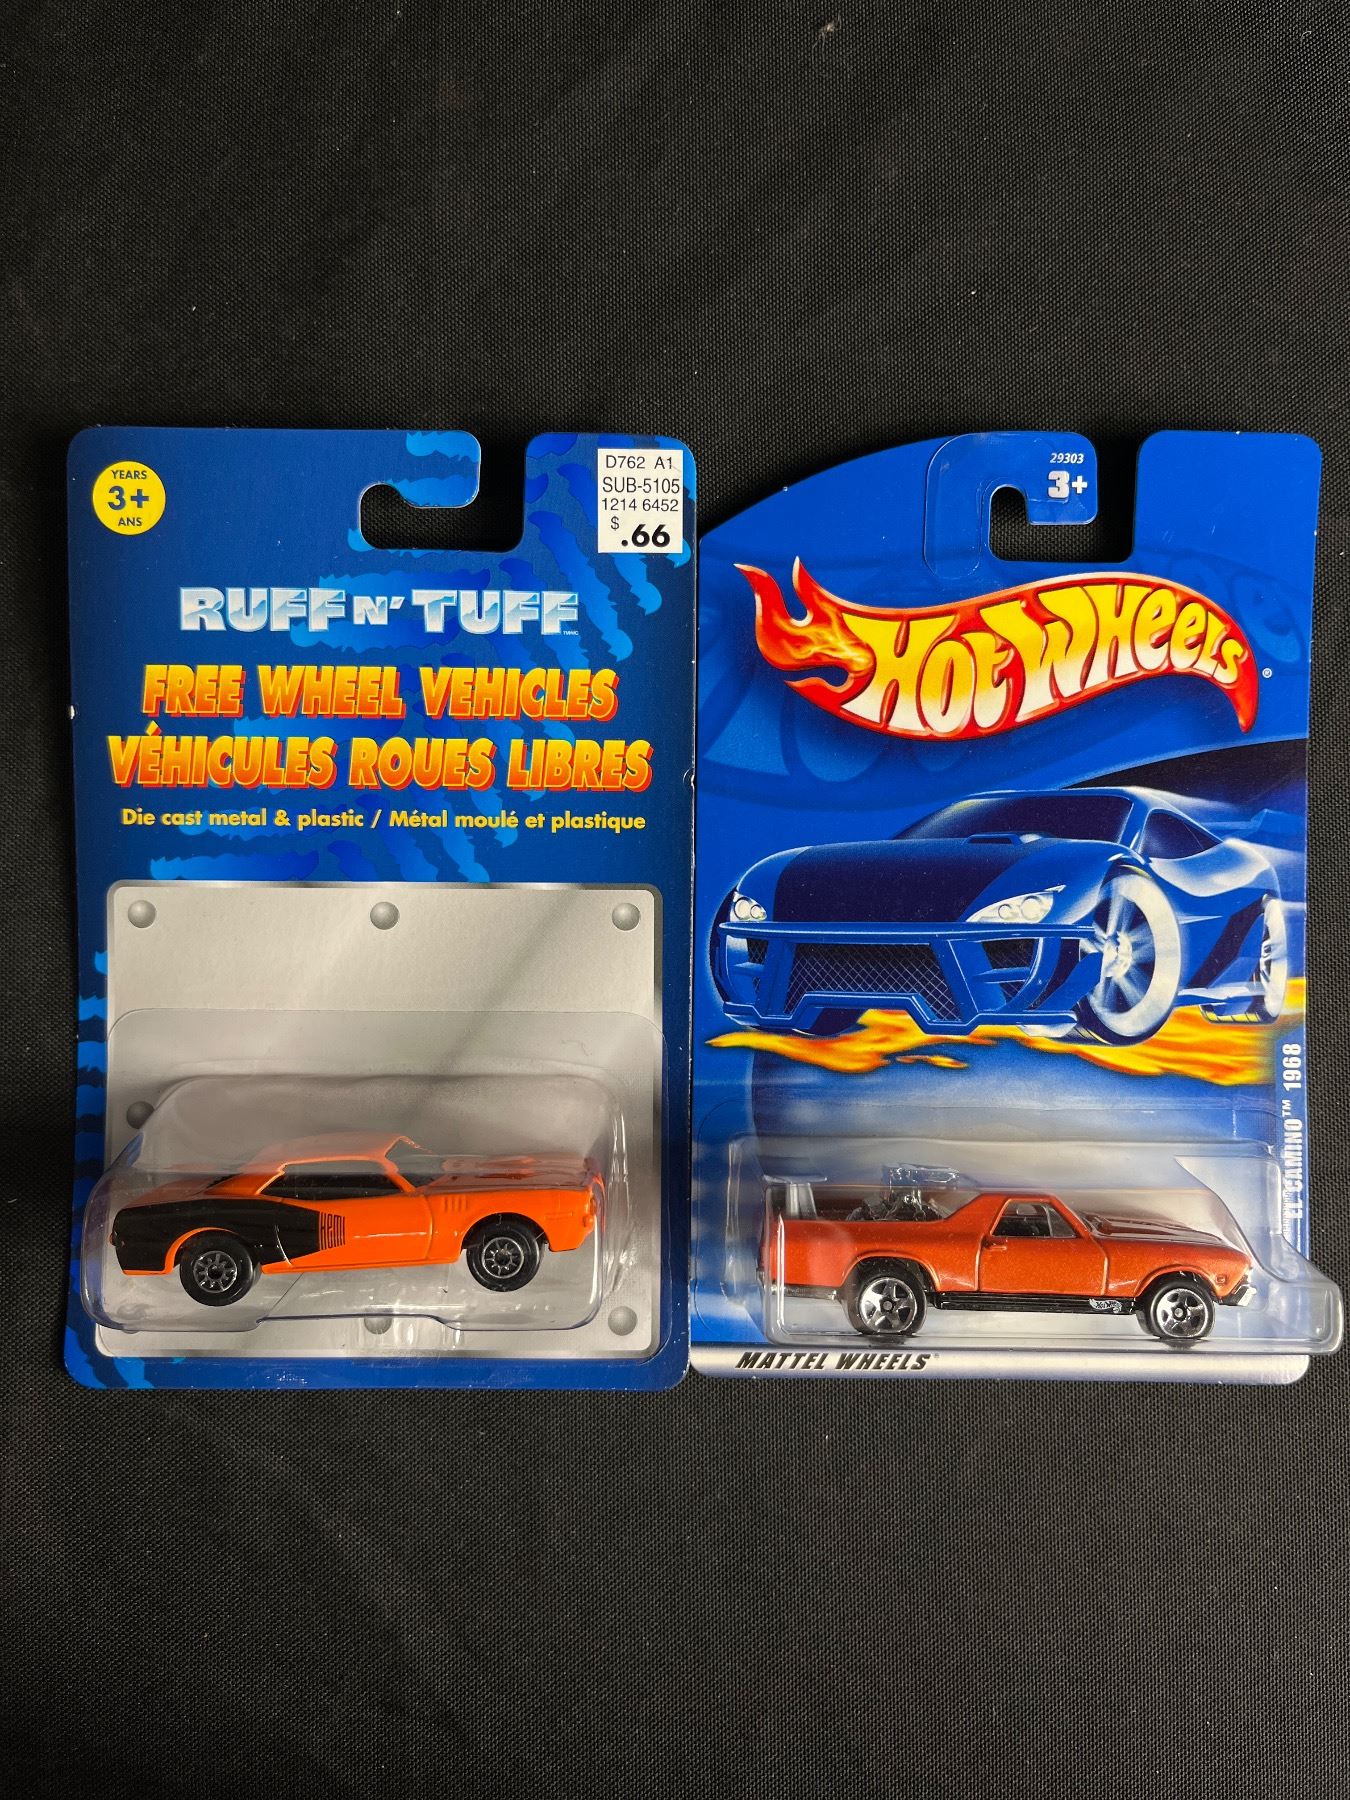 YEARS
3+
ANS
D762 A1
SUB-5105
1214 6452
$ .66
RUFF N' TUFF
FREE WHEEL VEHICLES
VÉHICULES ROUES LIBRES
Die cast metal & plastic / Métal moulé et plastique
HEMI
29303
3+
HOT WHEELS®
EL CAMINO™ 1968
MATTEL WHEELS®